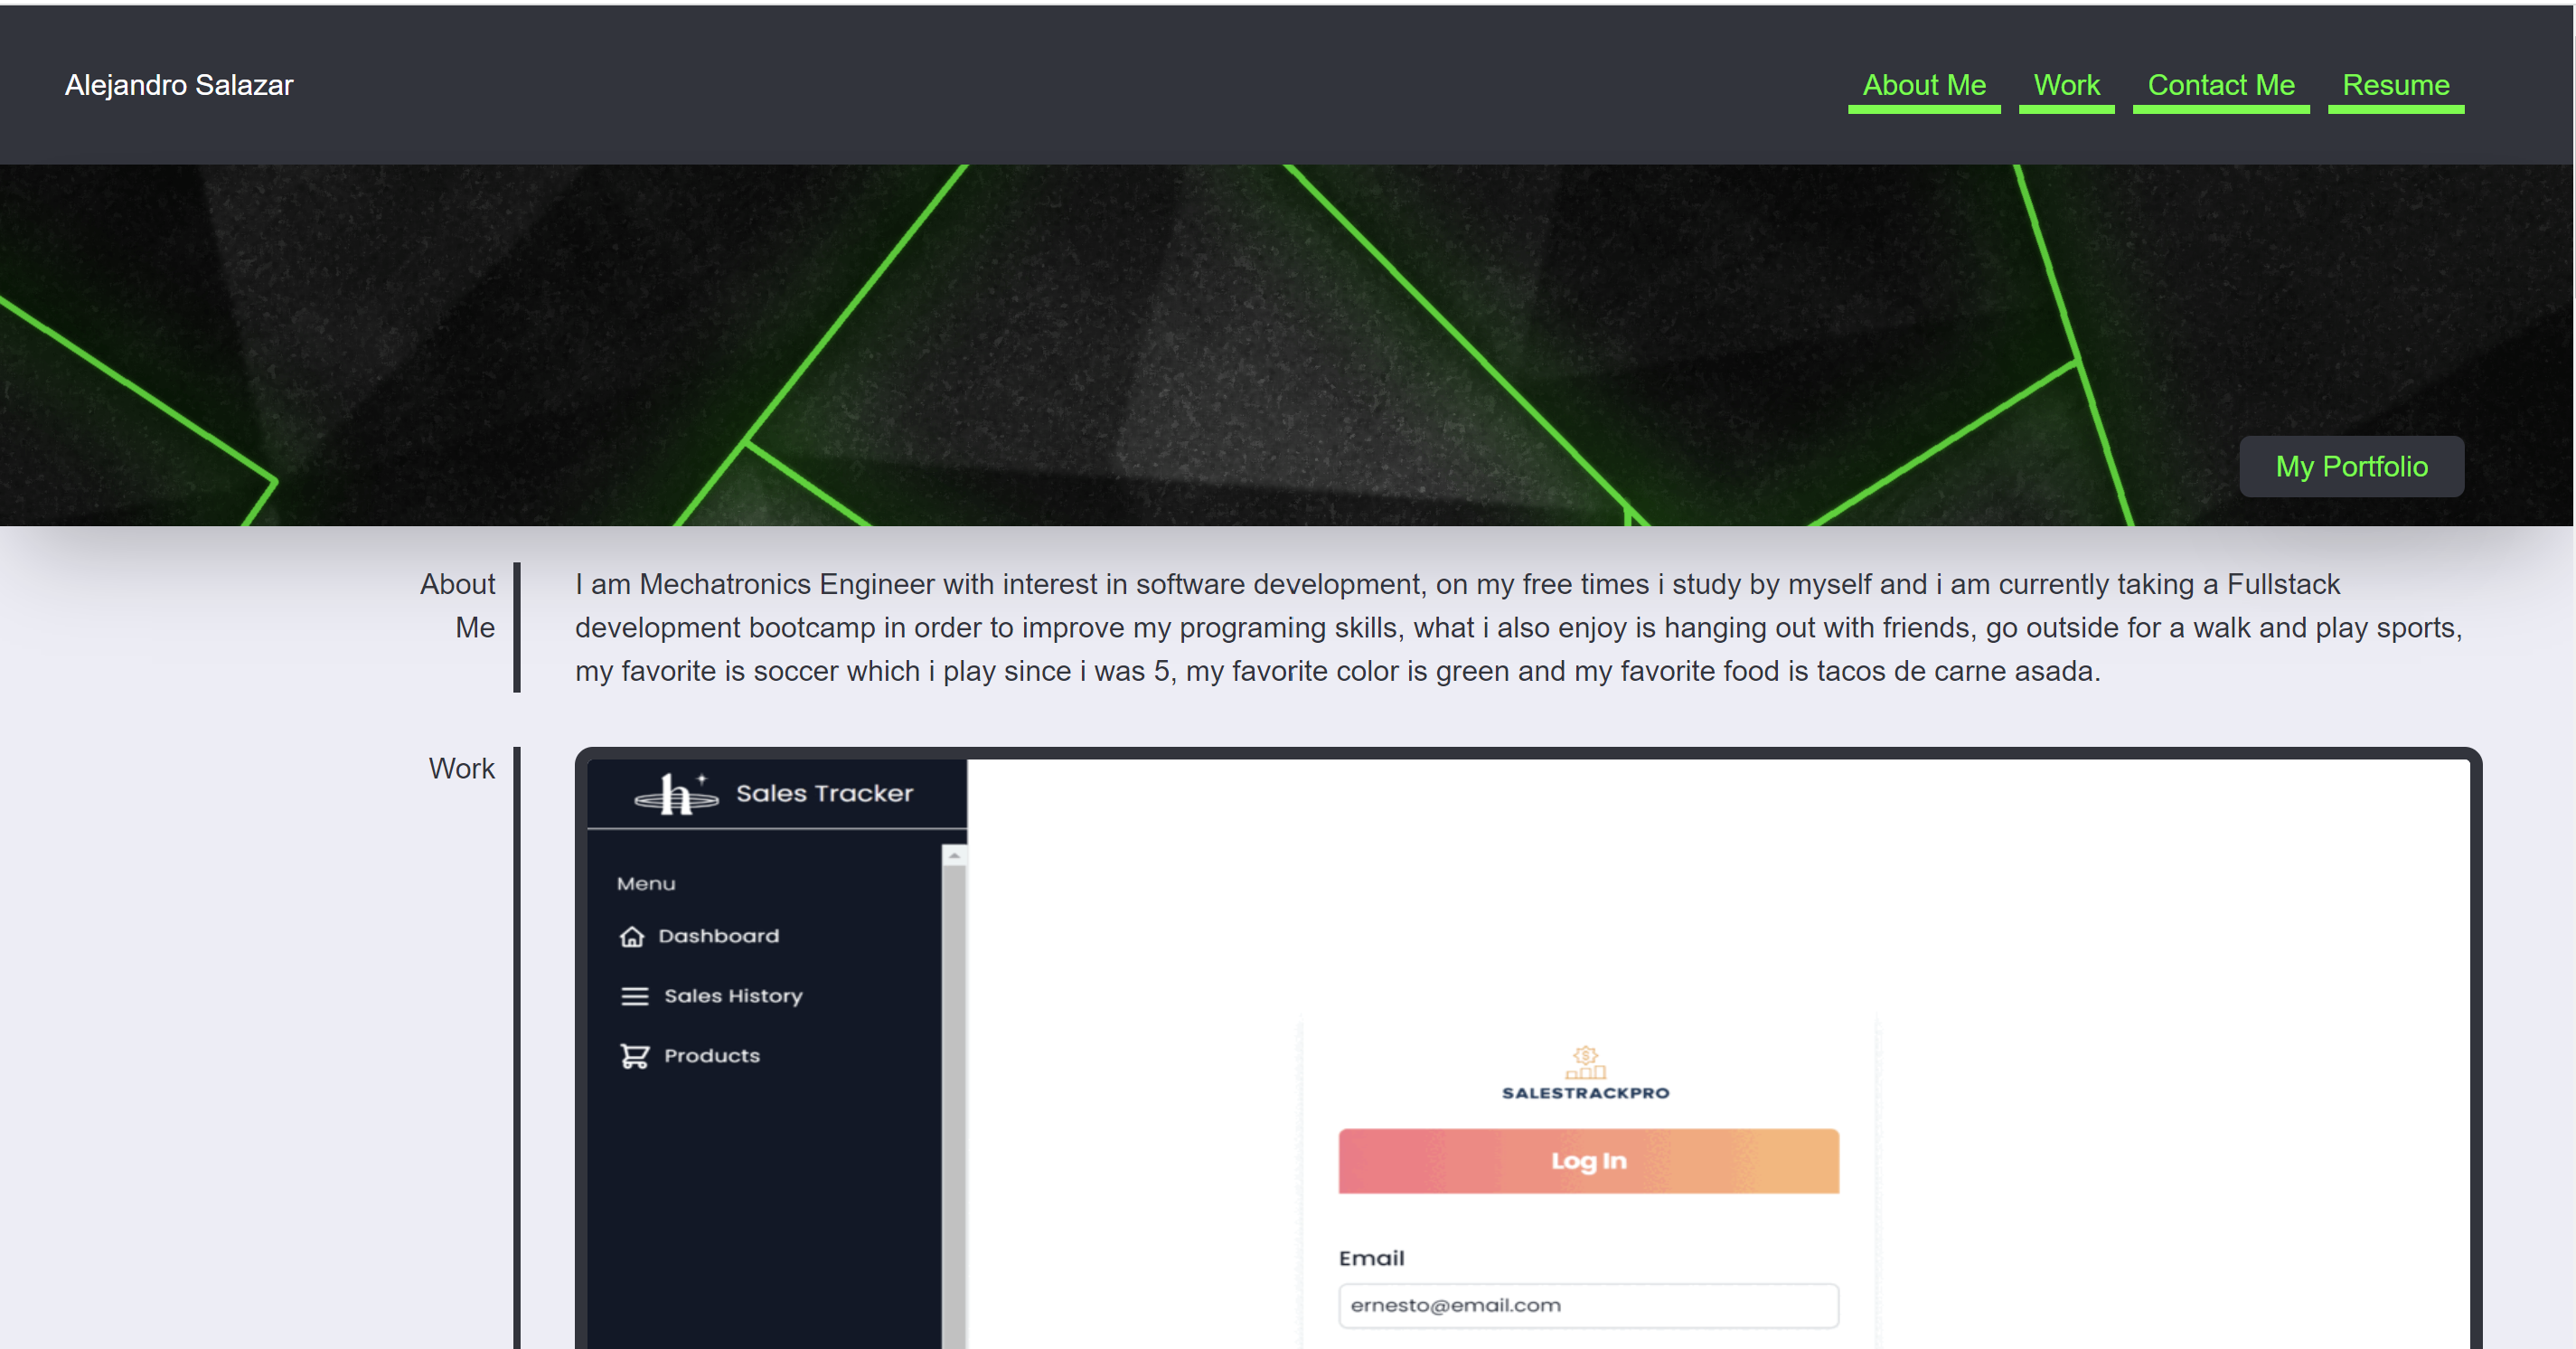 Alejandro Salazar
About Me Work Contact Me Resume
My Portfolio
About
Me
I am Mechatronics Engineer with interest in software development, on my free times i study by myself and i am currently taking a Fullstack
development bootcamp in order to improve my programing skills, what i also enjoy is hanging out with friends, go outside for a walk and play sports,
my favorite is soccer which i play since i was 5, my favorite color is green and my favorite food is tacos de carne asada.
Work
h Sales Tracker
Menu
Dashboard
Sales History
Products
$
SALESTRACKPRO
Log In
Email
ernesto@email.com